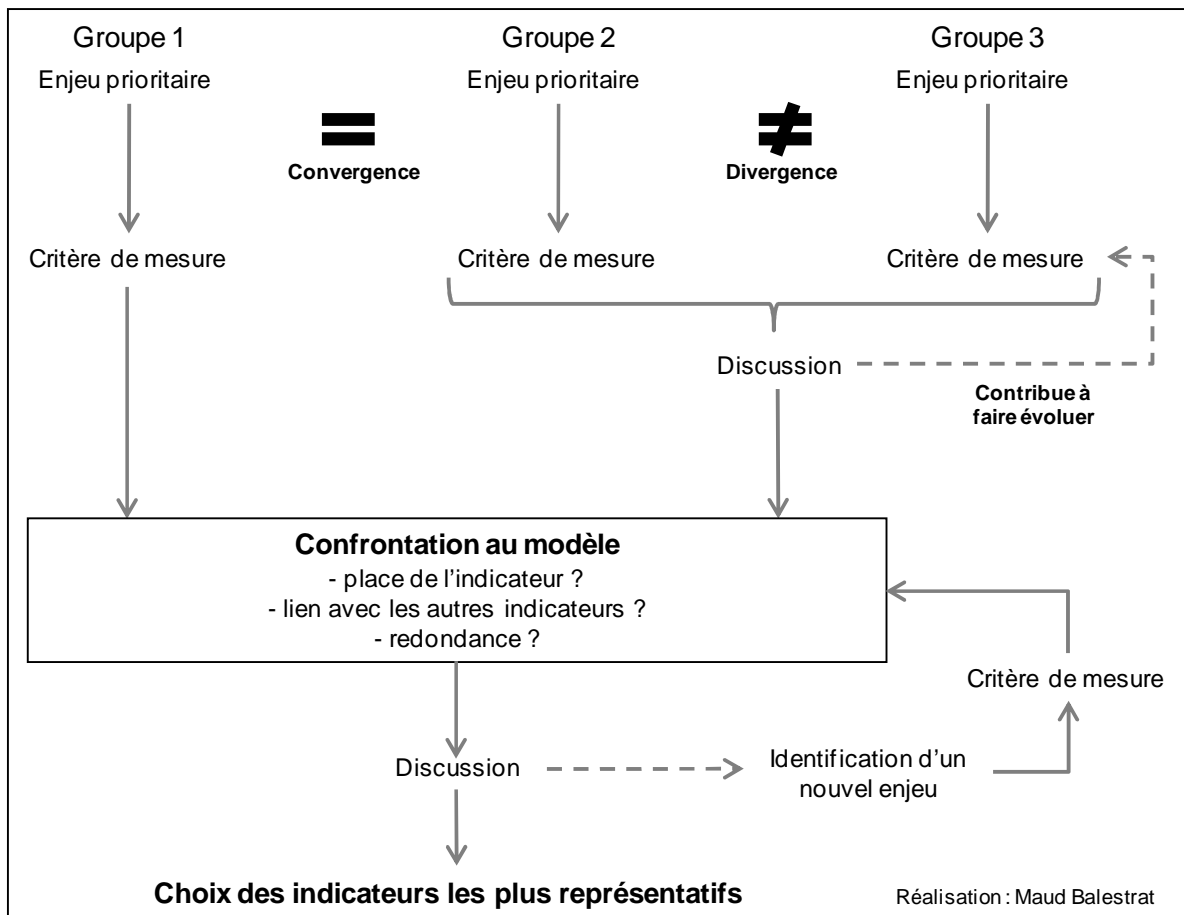 Groupe 1
Groupe 2
Groupe 3
Enjeu prioritaire
Enjeu prioritaire
Enjeu prioritaire
=
≠
Convergence
Divergence
Critère de mesure
Critère de mesure
Critère de mesure
Discussion
Contribue à
faire évoluer
Confrontation au modèle
- place de l'indicateur ?
- lien avec les autres indicateurs ?
- redondance ?
Critère de mesure
Discussion
Identification d'un
nouvel enjeu
Choix des indicateurs les plus représentatifs
Réalisation : Maud Balestrat